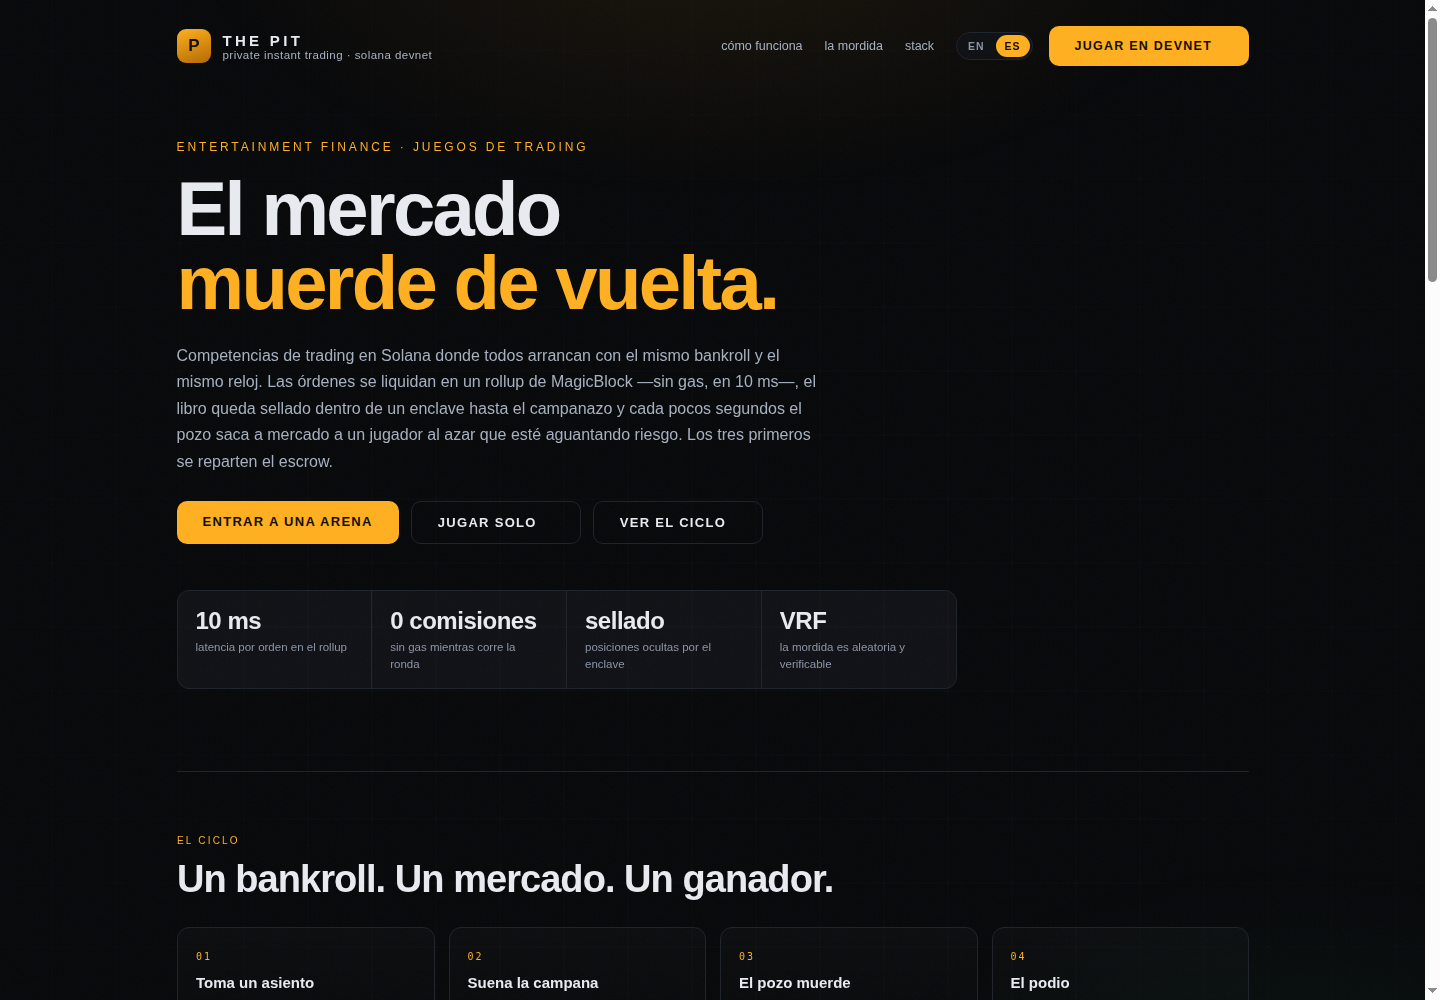 P
THE PIT
private instant trading · solana devnet
cómo funciona
la mordida
stack
EN
ES
JUGAR EN DEVNET
ENTERTAINMENT FINANCE · JUEGOS DE TRADING
El mercado
muerde de vuelta.
Competencias de trading en Solana donde todos arrancan con el mismo bankroll y el
mismo reloj. Las órdenes se liquidan en un rollup de MagicBlock —sin gas, en 10 ms—, el
libro queda sellado dentro de un enclave hasta el campanazo y cada pocos segundos el
pozo saca a mercado a un jugador al azar que esté aguantando riesgo. Los tres primeros
se reparten el escrow.
ENTRAR A UNA ARENA
JUGAR SOLO
VER EL CICLO
10 ms
latencia por orden en el rollup
0 comisiones
sin gas mientras corre la
ronda
sellado
posiciones ocultas por el
enclave
VRF
la mordida es aleatoria y
verificable
EL CICLO
Un bankroll. Un mercado. Un ganador.
01
Toma un asiento
02
Suena la campana
03
El pozo muerde
04
El podio